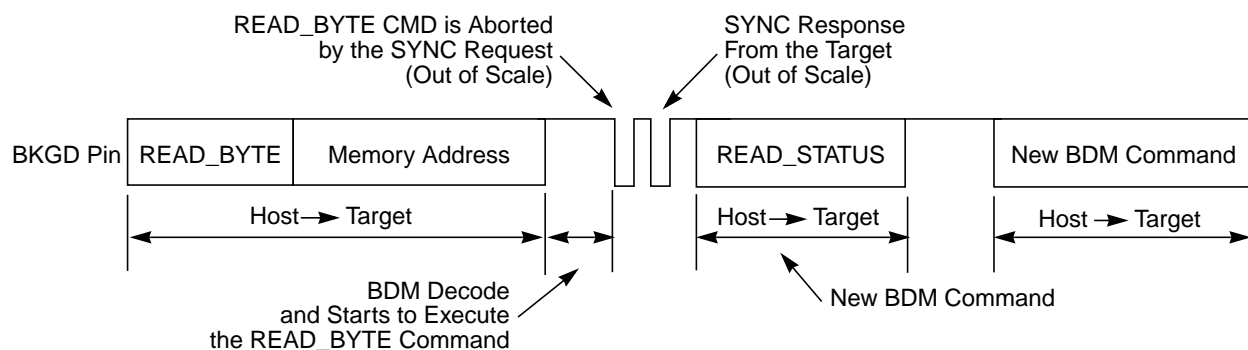 READ_BYTE CMD is Aborted
by the SYNC Request
(Out of Scale)
SYNC Response
From the Target
(Out of Scale)
BKGD Pin
READ_BYTE
Memory Address
READ_STATUS
New BDM Command
Host → Target
Host → Target
Host → Target
BDM Decode
and Starts to Execute
the READ_BYTE Command
New BDM Command